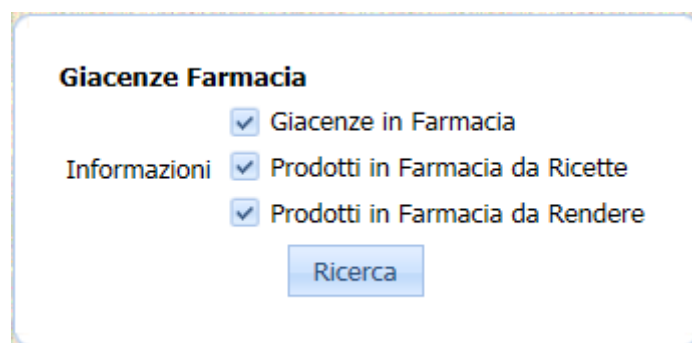 Giacenze Farmacia
Giacenze in Farmacia
Informazioni Prodotti in Farmacia da Ricette
Prodotti in Farmacia da Rendere
Ricerca